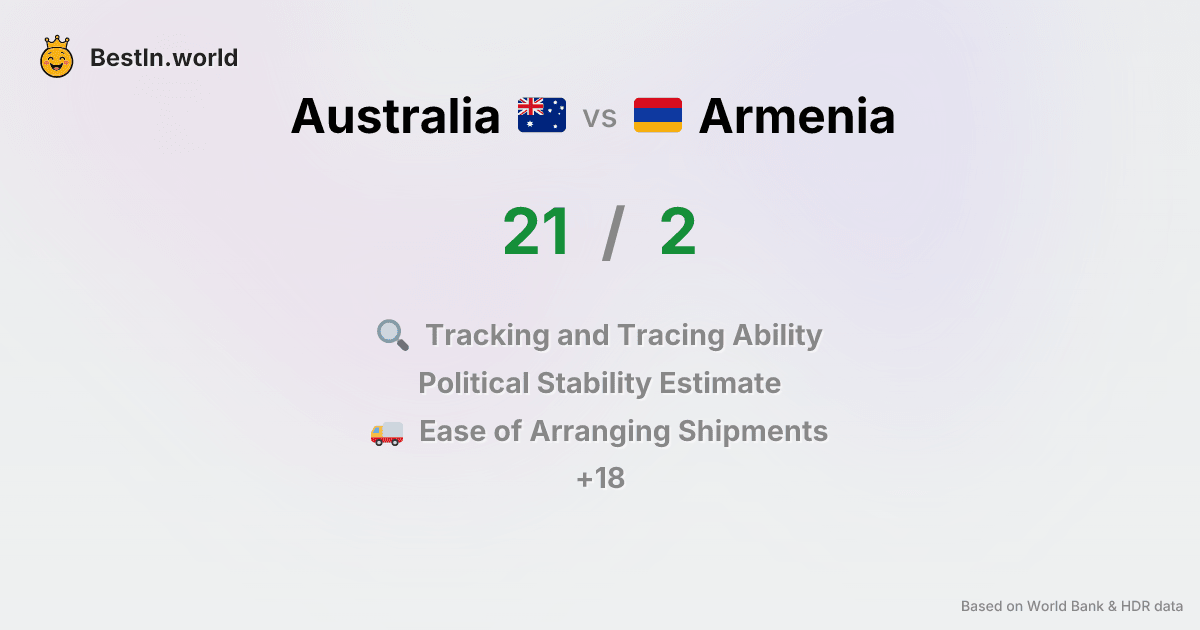 BestIn.world
Australia vs Armenia
21 / 2
Tracking and Tracing Ability
Political Stability Estimate
Ease of Arranging Shipments
+18
Based on World Bank & HDR data